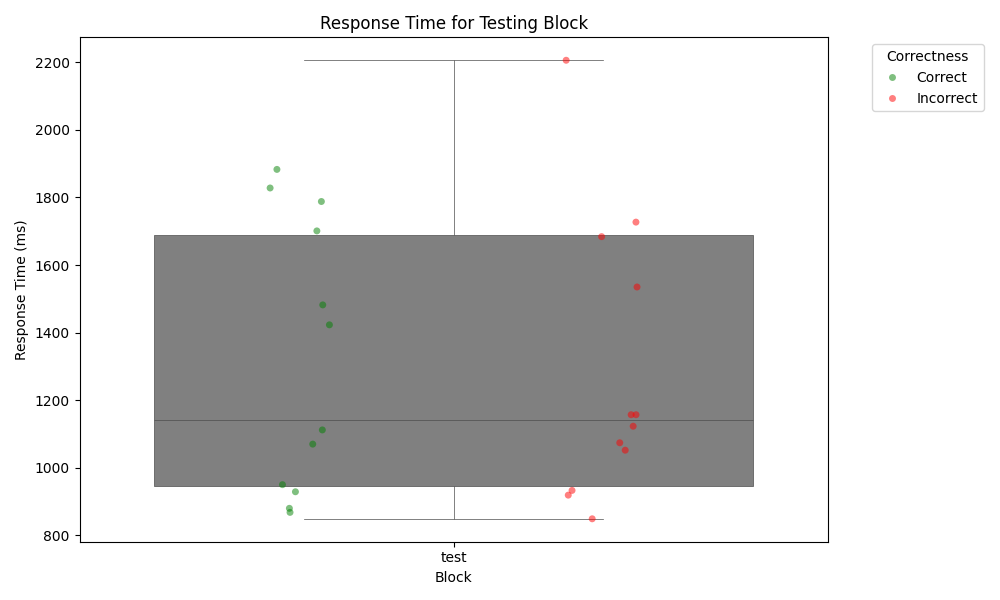 Response Time for Testing Block
Correctness
Correct
Incorrect
Response Time (ms)
2200
2000
1800
1600
1400
1200
1000
800
test
Block